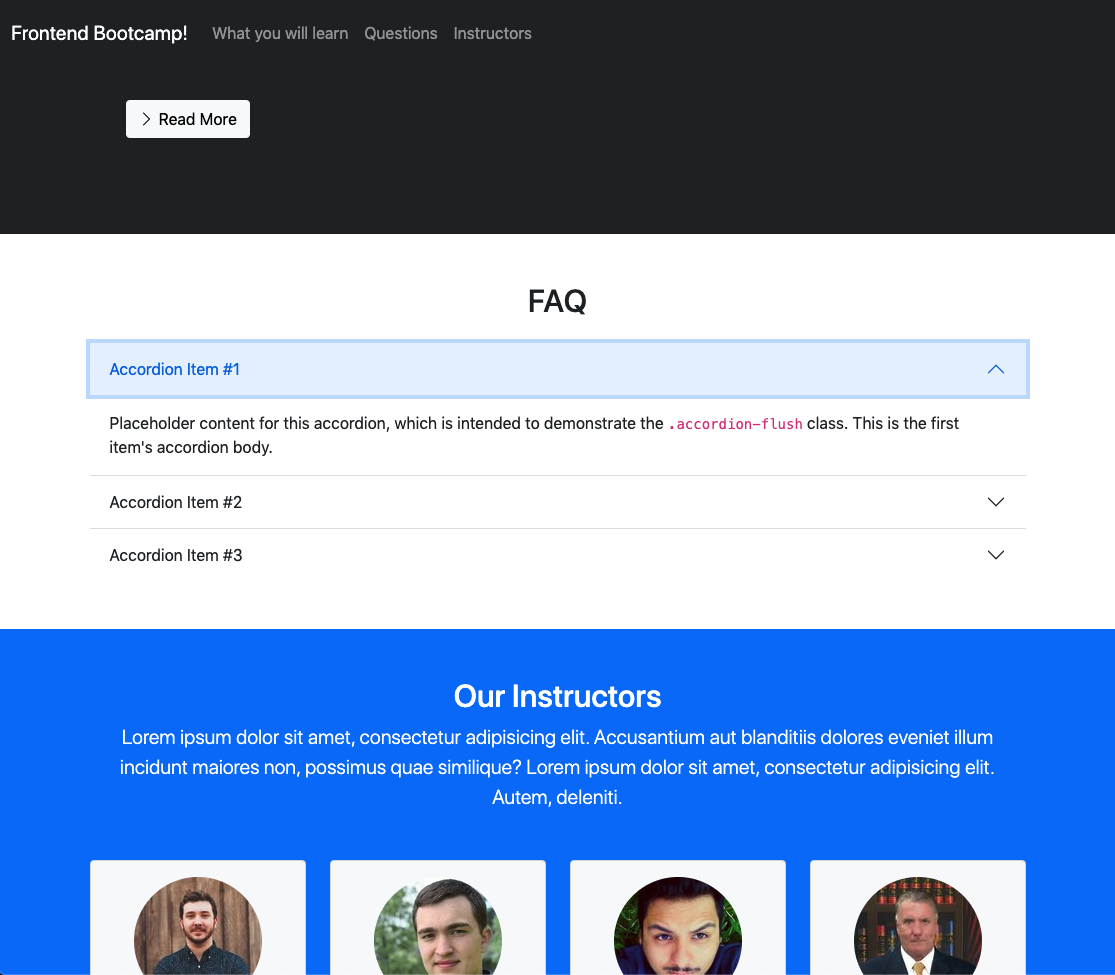 Frontend Bootcamp! What you will learn Questions Instructors
Read More
FAQ
Accordion Item #1
Placeholder content for this accordion, which is intended to demonstrate the .accordion-flush class. This is the first
item's accordion body.
Accordion Item #2
Accordion Item #3
Our Instructors
Lorem ipsum dolor sit amet, consectetur adipisicing elit. Accusantium aut blanditiis dolores eveniet illum
incidunt maiores non, possimus quae similique? Lorem ipsum dolor sit amet, consectetur adipisicing elit.
Autem, deleniti.